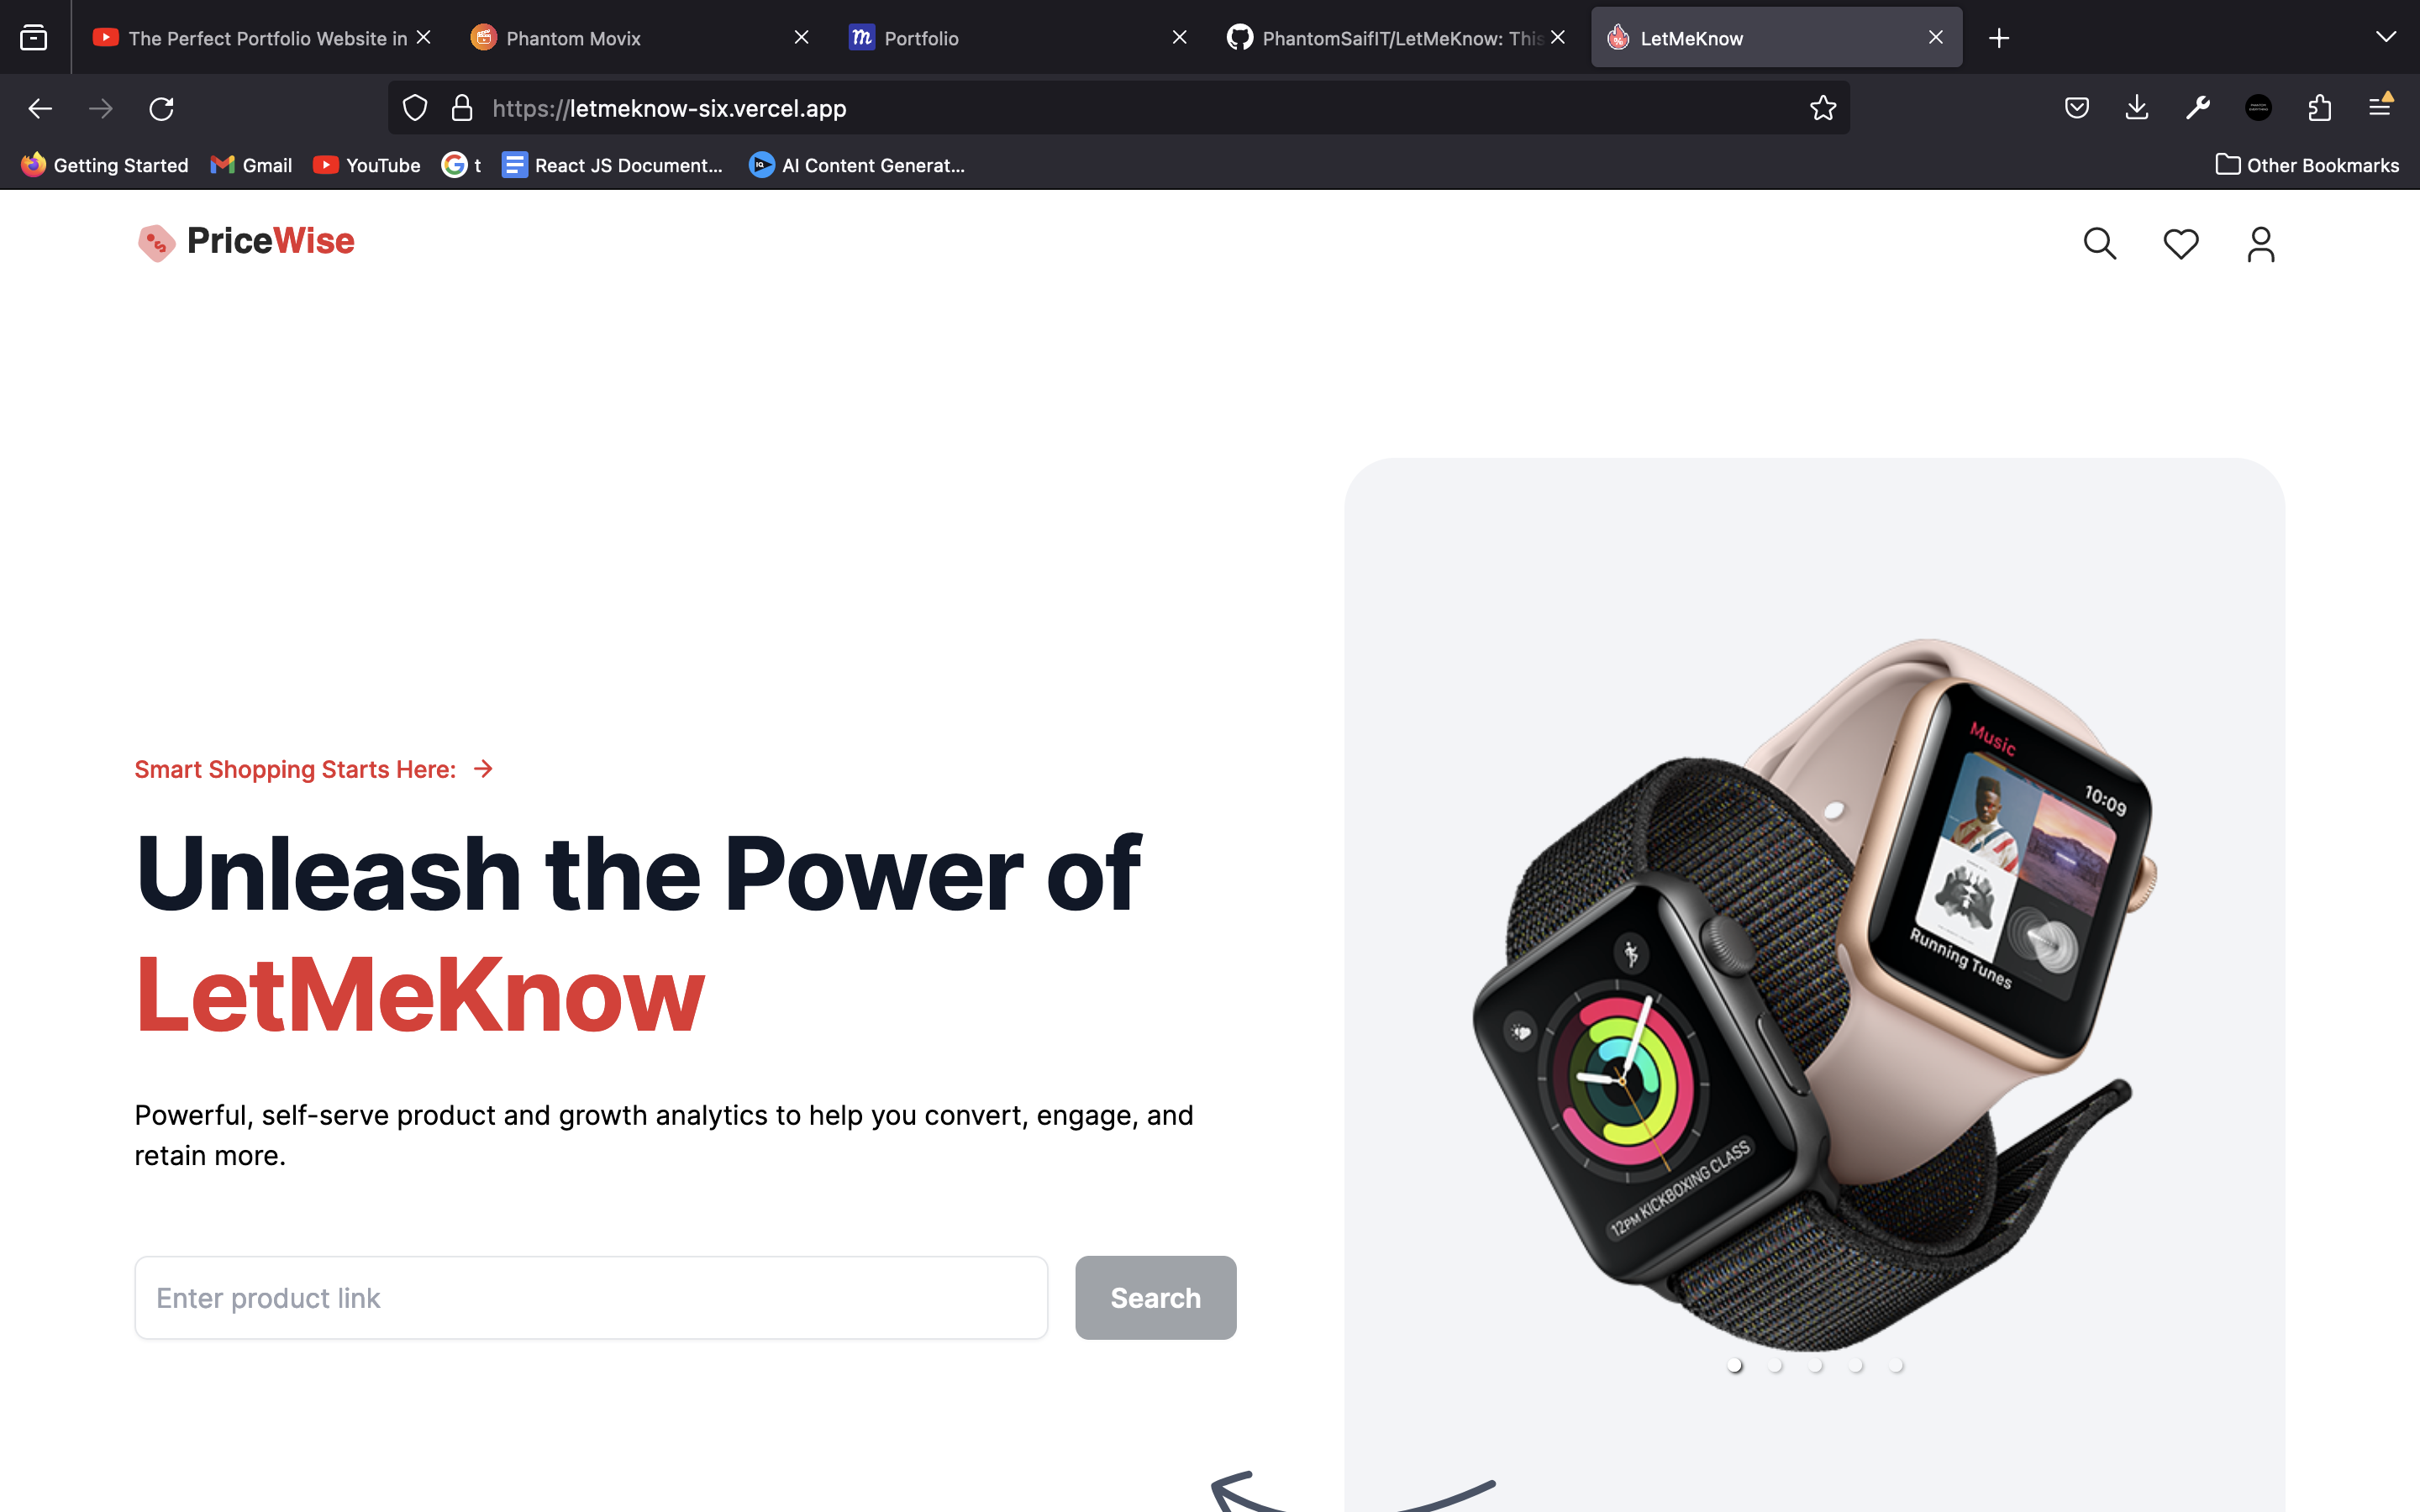 The Perfect Portfolio Website in
Phantom Movix
Portfolio
PhantomSaifIT/LetMeKnow: This
LetMeKnow
https://letmeknow-six.vercel.app
Getting Started
Gmail
YouTube
t
React JS Document...
AI Content Generat...
Other Bookmarks
PriceWise
Smart Shopping Starts Here:
Unleash the Power of
LetMeKnow
Powerful, self-serve product and growth analytics to help you convert, engage, and
retain more.
Enter product link
Search
Music
10:09
Running Tunes
12PM KICKBOXING CLASS